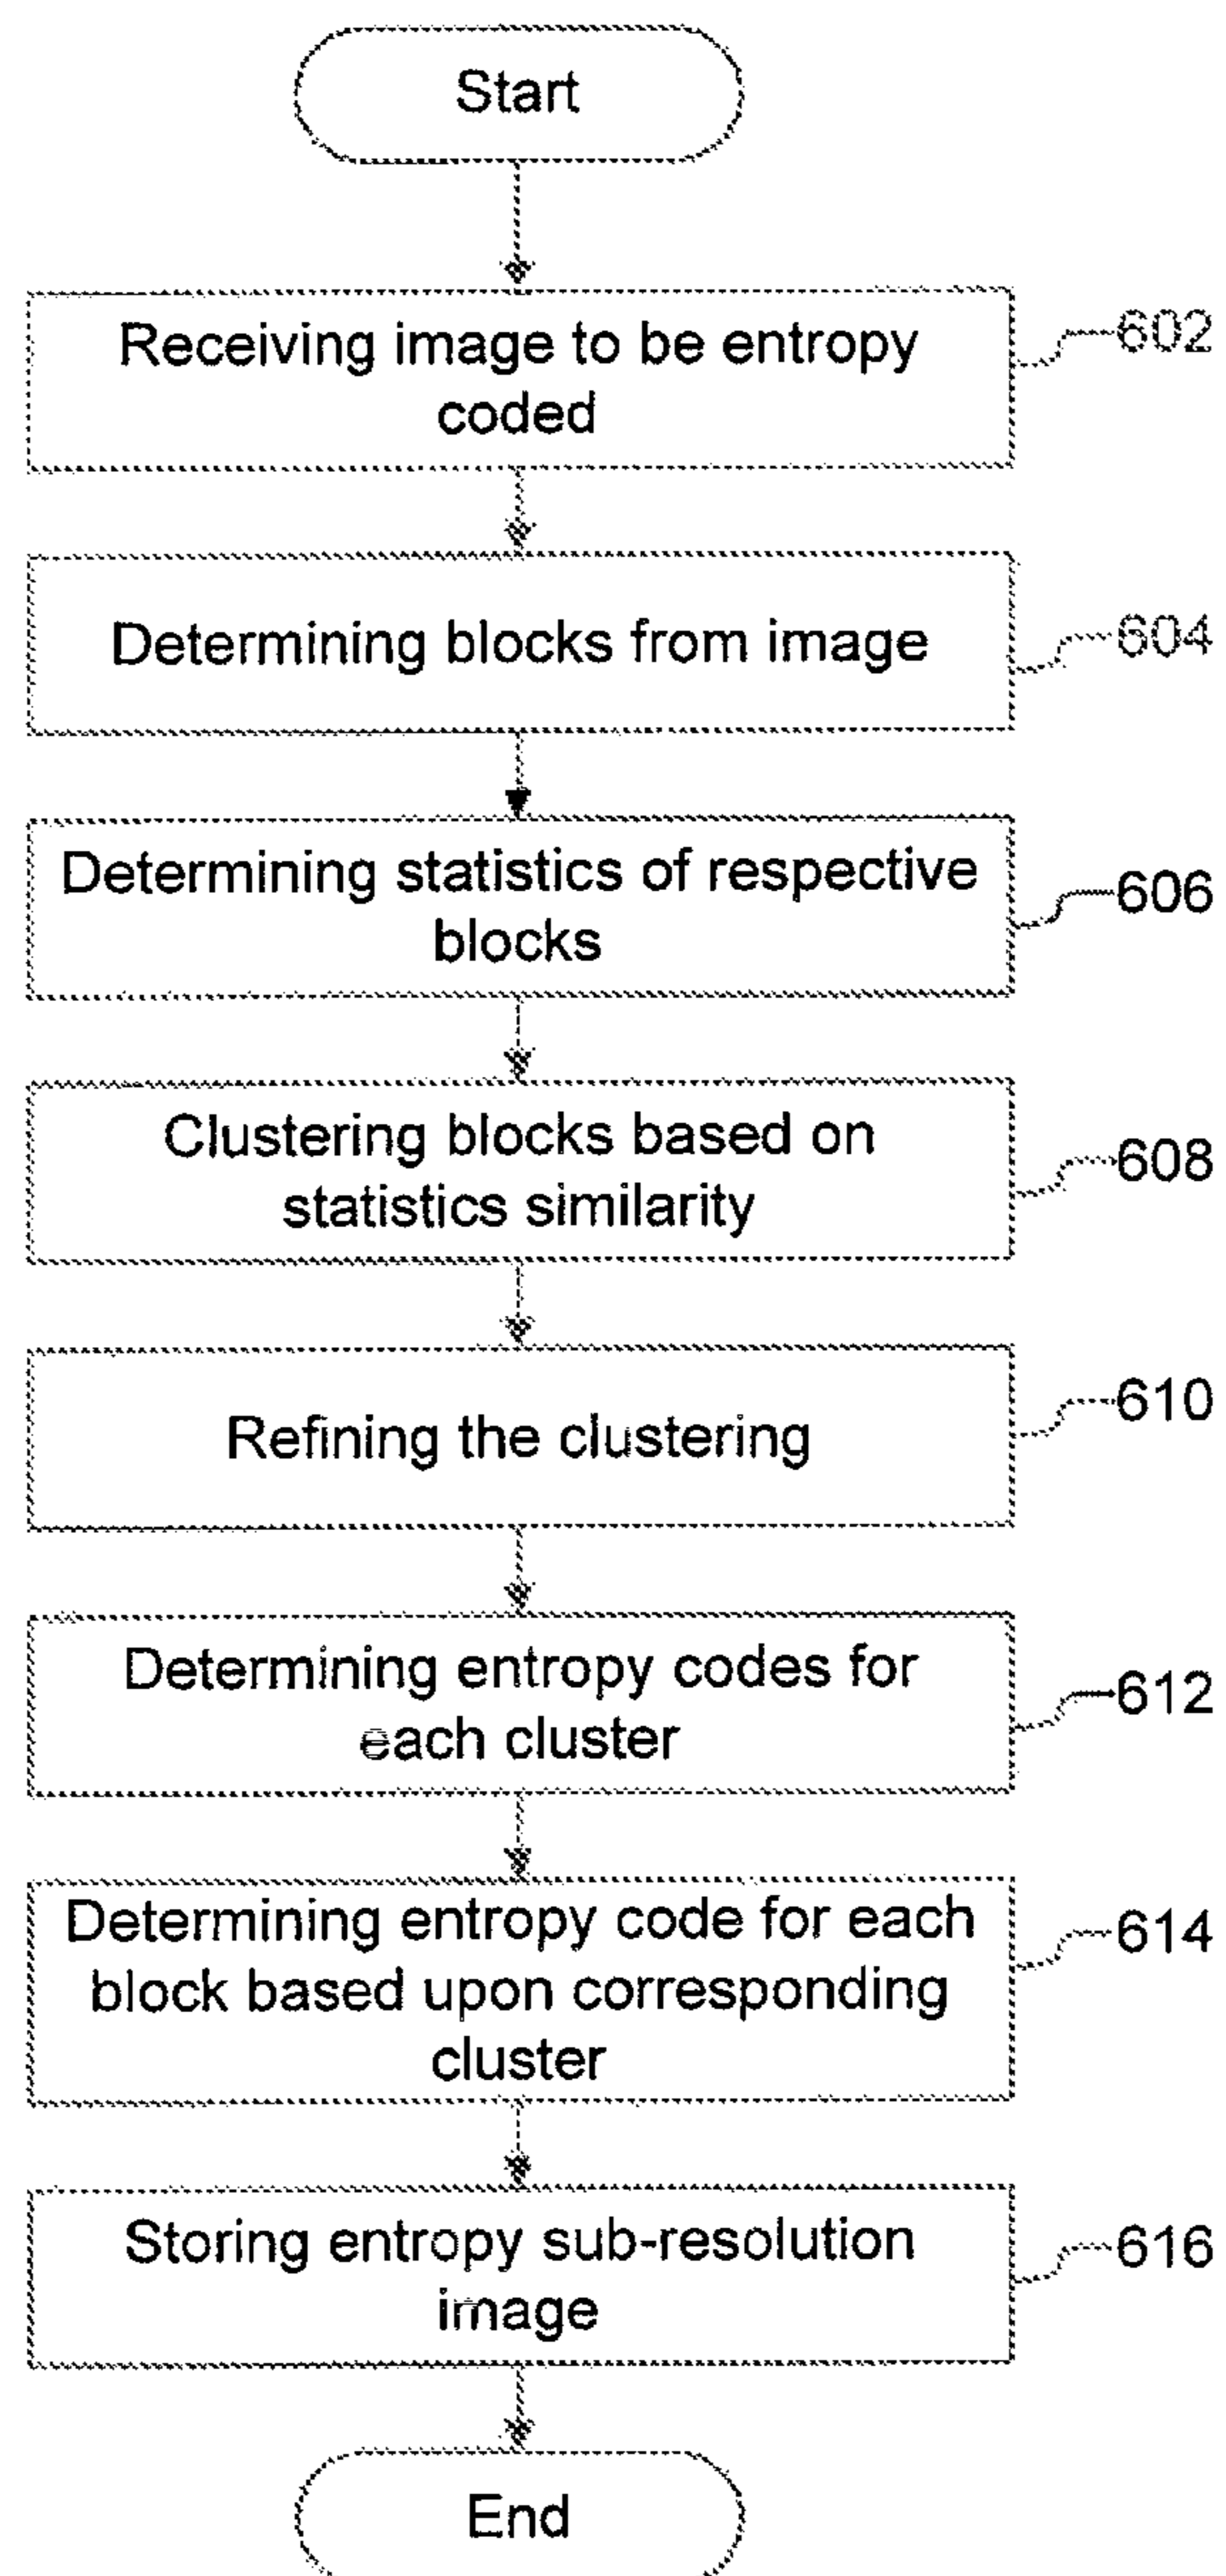 Start
Receiving image to be entropy
coded
602
Determining blocks from image
604
Determining statistics of respective
blocks
606
Clustering blocks based on
statistics similarity
608
Refining the clustering
610
Determining entropy codes for
each cluster
612
Determining entropy code for each
block based upon corresponding
cluster
614
Storing entropy sub-resolution
image
616
End